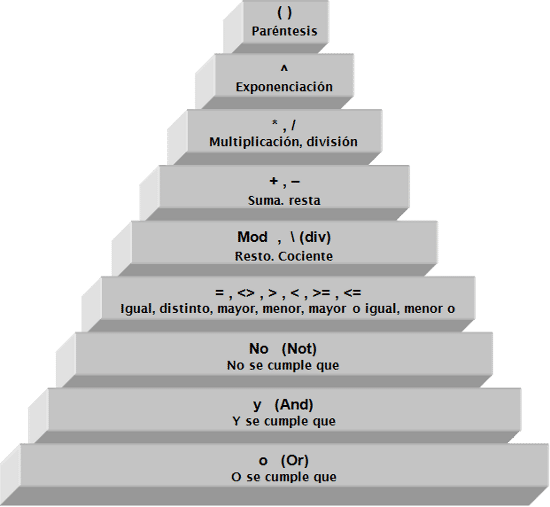 ( )
Paréntesis
^
Exponenciación
* , /
Multiplicación, división
+ , –
Suma. resta
Mod , \ (div)
Resto. Cociente
= , <> , > , < , >= , <=
Igual, distinto, mayor, menor, mayor o igual, menor o
No (Not)
No se cumple que
y (And)
Y se cumple que
o (Or)
O se cumple que